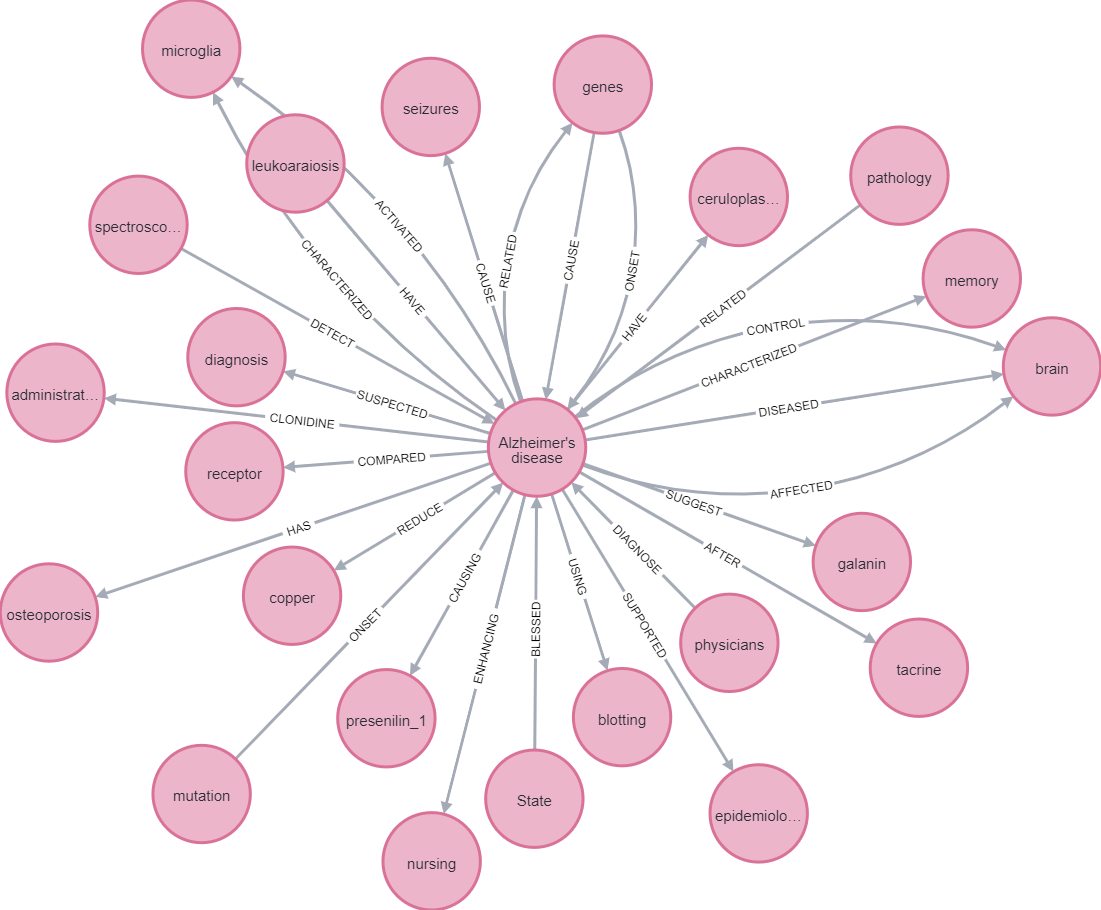 microglia
genes
seizures
leukoaraiosis
pathology
ceruloplas...
spectrosco...
ACTIVATED
CHARACTERIZED
HAVE
CAUSE
RELATED
CAUSE
ONSET
HAVE
RELATED
memory
DETECT
CONTROL
diagnosis
CHARACTERIZED
brain
administrat...
SUSPECTED
CLONIDINE
DISEASED
Alzheimer's
disease
receptor
COMPARED
AFFECTED
SUGGEST
HAS
REDUCE
DIAGNOSE
AFTER
galanin
copper
CAUSING
USING
osteoporosis
ONSET
ENHANCING
BLESSED
SUPPORTED
physicians
tacrine
presenilin_1
blotting
mutation
State
epidemiolo...
nursing